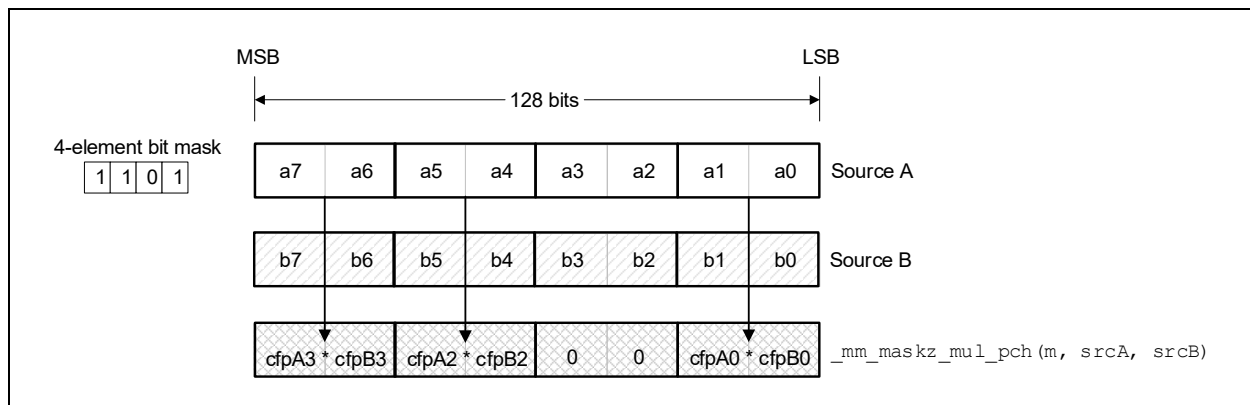 MSB LSB
128 bits
4-element bit mask
1 1 0 1
a7 a6 a5 a4 a3 a2 a1 a0 Source A
b7 b6 b5 b4 b3 b2 b1 b0 Source B
cfpA3 * cfpB3 cfpA2 * cfpB2 0 0 cfpA0 * cfpB0 _mm_maskz_mul_pch(m, srcA, srcB)